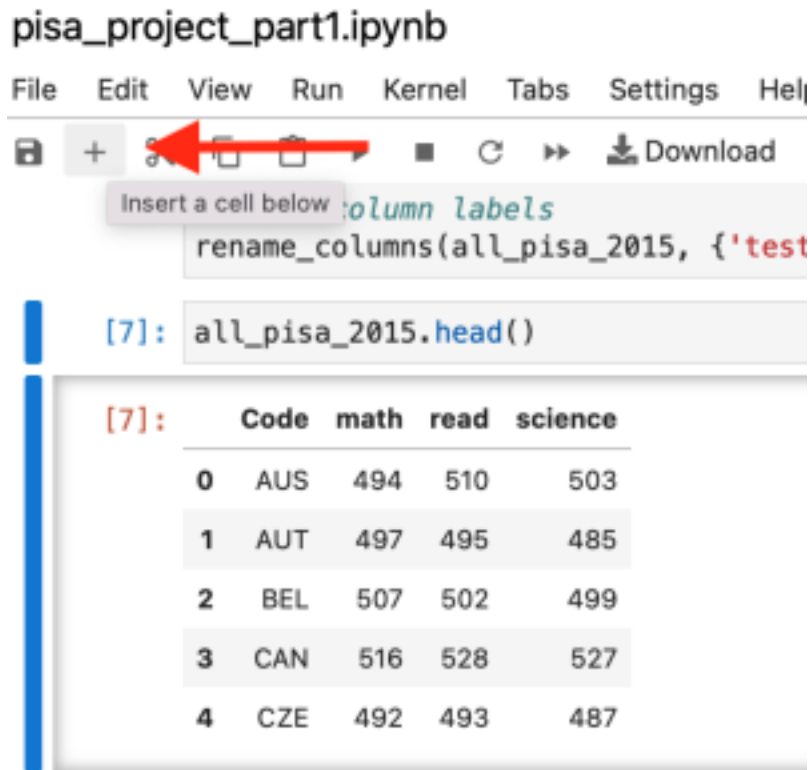 pisa_project_part1.ipynb
File Edit View Run Kernel Tabs Settings Help
Download
Insert a cell below column labels
rename_columns(all_pisa_2015, {'test
[7]: all_pisa_2015.head()
[7]: Code math read science
0 AUS 494 510 503
1 AUT 497 495 485
2 BEL 507 502 499
3 CAN 516 528 527
4 CZE 492 493 487